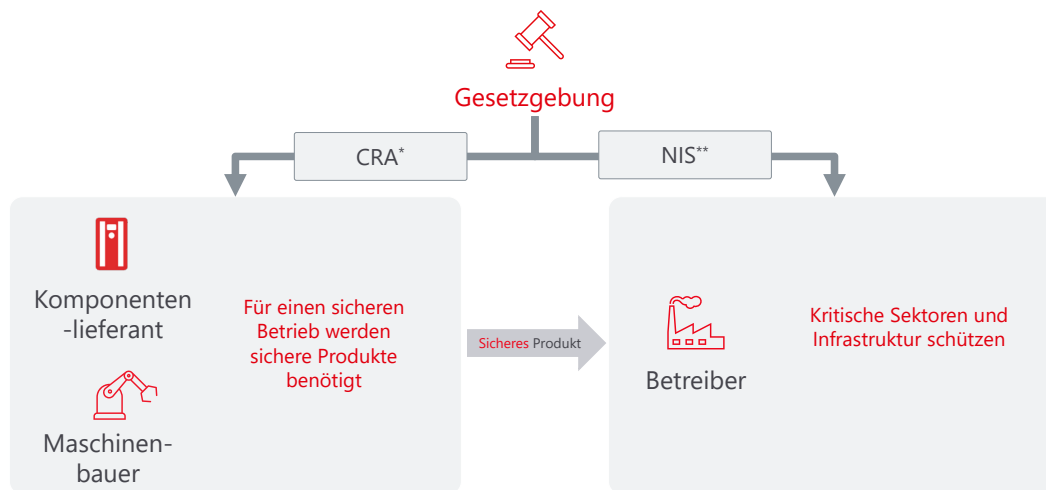 Gesetzgebung
CRA*
NIS**
Komponenten
-lieferant
Für einen sicheren
Betrieb werden
sichere Produkte
benötigt
Maschinen-
bauer
Sicheres Produkt
Betreiber
Kritische Sektoren und
Infrastruktur schützen